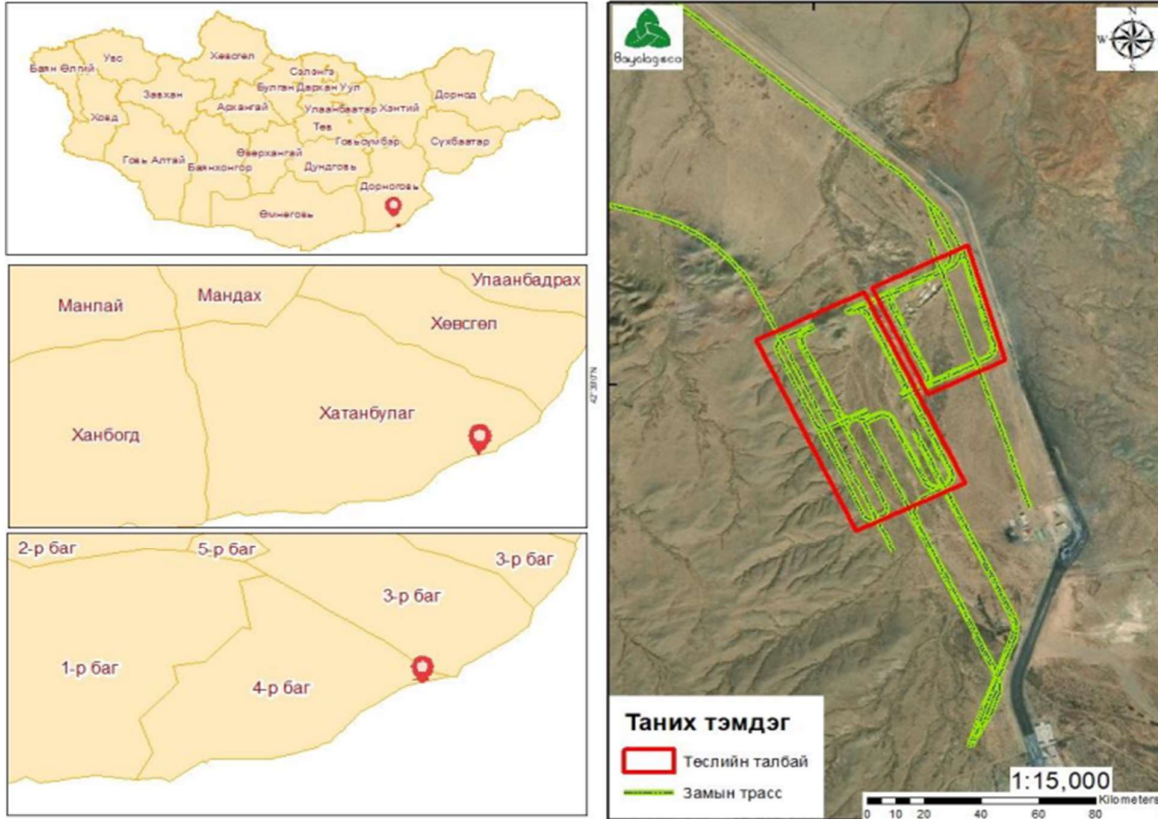 Увс
Хөвсгөл
Баян Өлгий
Сэлэнгэ
Завхан
Булган
Дархан Уул
Дорнод
Архангай
Улаанбаатар
Хэнтий
Ховд
Төв
Говьсүмбэр
Сүхбаатар
Говь Алтай
Өвөрхангай
Баянхонгор
Дундговь
Дорноговь
Өмнөговь
Манлай
Мандах
Улаанбадрах
Хөвсгөл
Хатанбулаг
Ханбогд
2-р баг
5-р баг
3-р баг
3-р баг
1-р баг
4-р баг
Bayalageco
N
W
E
S
Таних тэмдэг
Төслийн талбай
Замын трасс
1:15,000
Kilometers
0 10 20 40 60 80